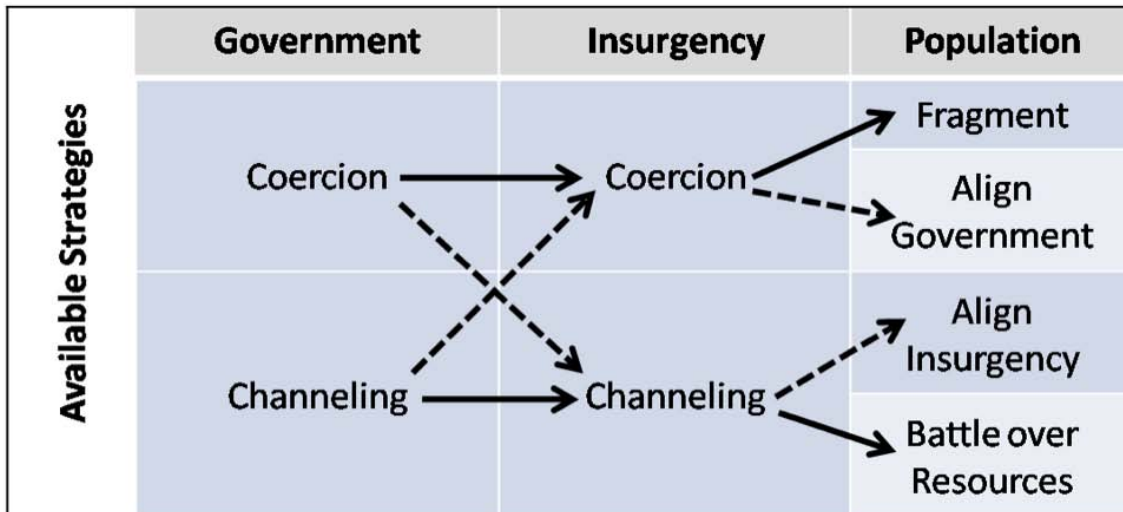 Government Insurgency Population
Available Strategies
Coercion
Coercion
Fragment
Align
Government
Channeling
Channeling
Align
Insurgency
Battle over
Resources